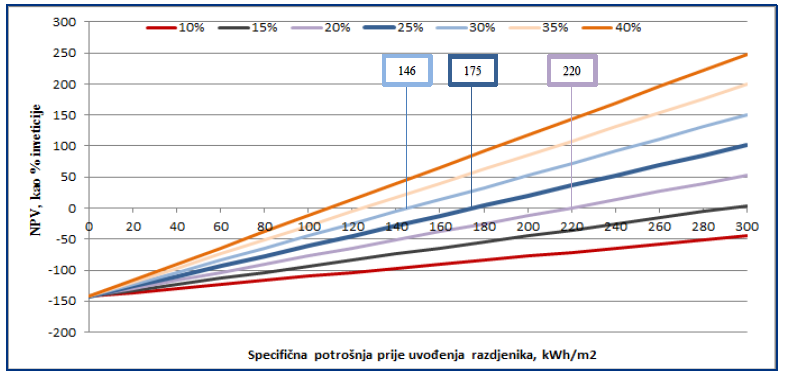 10% 15% 20% 25% 30% 35% 40%
146 175 220
NPV, kao % inveticije
300
250
200
150
100
50
0
-50
-100
-150
-200
0 20 40 60 80 100 120 140 160 180 200 220 240 260 280 300
Specifična potrošnja prije uvođenja razdjenika, kWh/m2